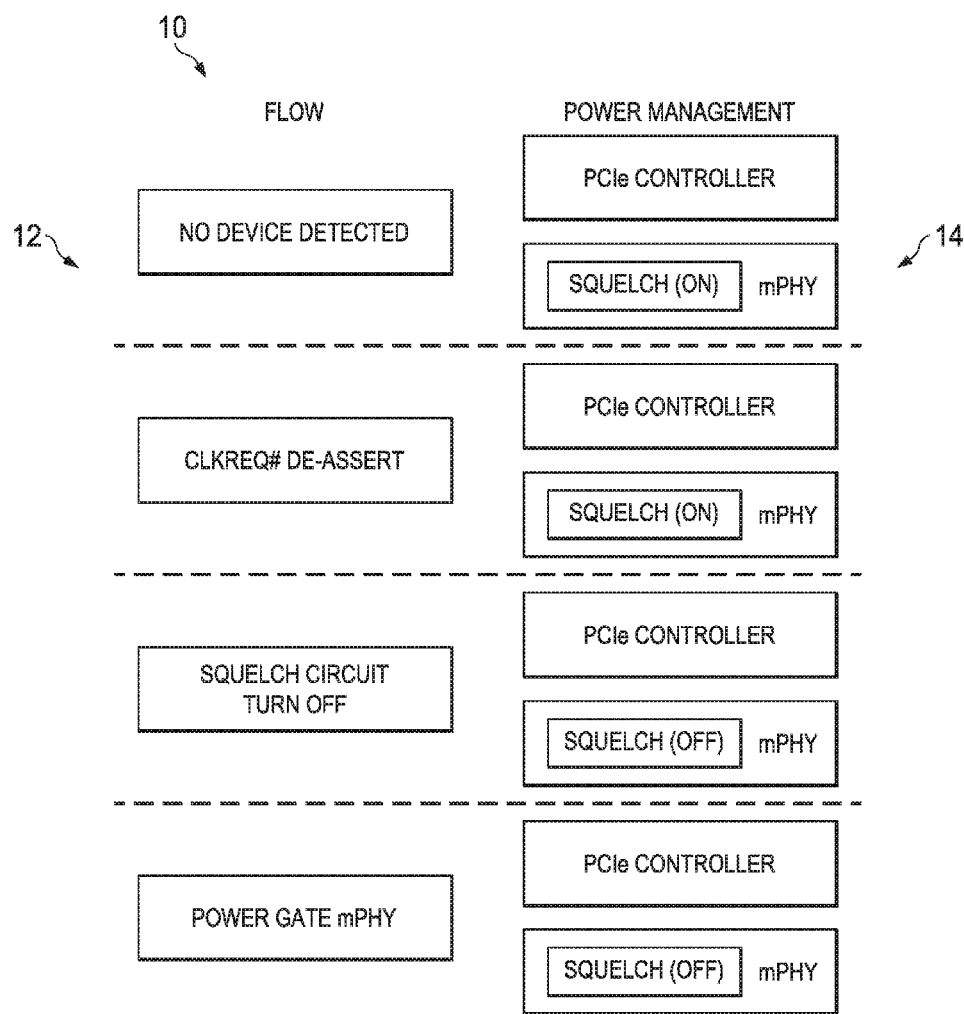 10
FLOW
POWER MANAGEMENT
PCIe CONTROLLER
NO DEVICE DETECTED
12
14
SQUELCH (ON)
mPHY
PCIe CONTROLLER
CLKREQ# DE-ASSERT
SQUELCH (ON)
mPHY
PCIe CONTROLLER
SQUELCH CIRCUIT
TURN OFF
SQUELCH (OFF)
mPHY
PCIe CONTROLLER
POWER GATE mPHY
SQUELCH (OFF)
mPHY